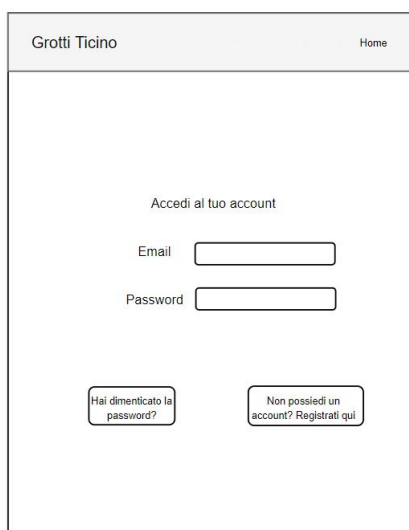 Grotti Ticino
Home
Accedi al tuo account
Email
Password
Hai dimenticato la
password?
Non possiedi un
account? Registrati qui